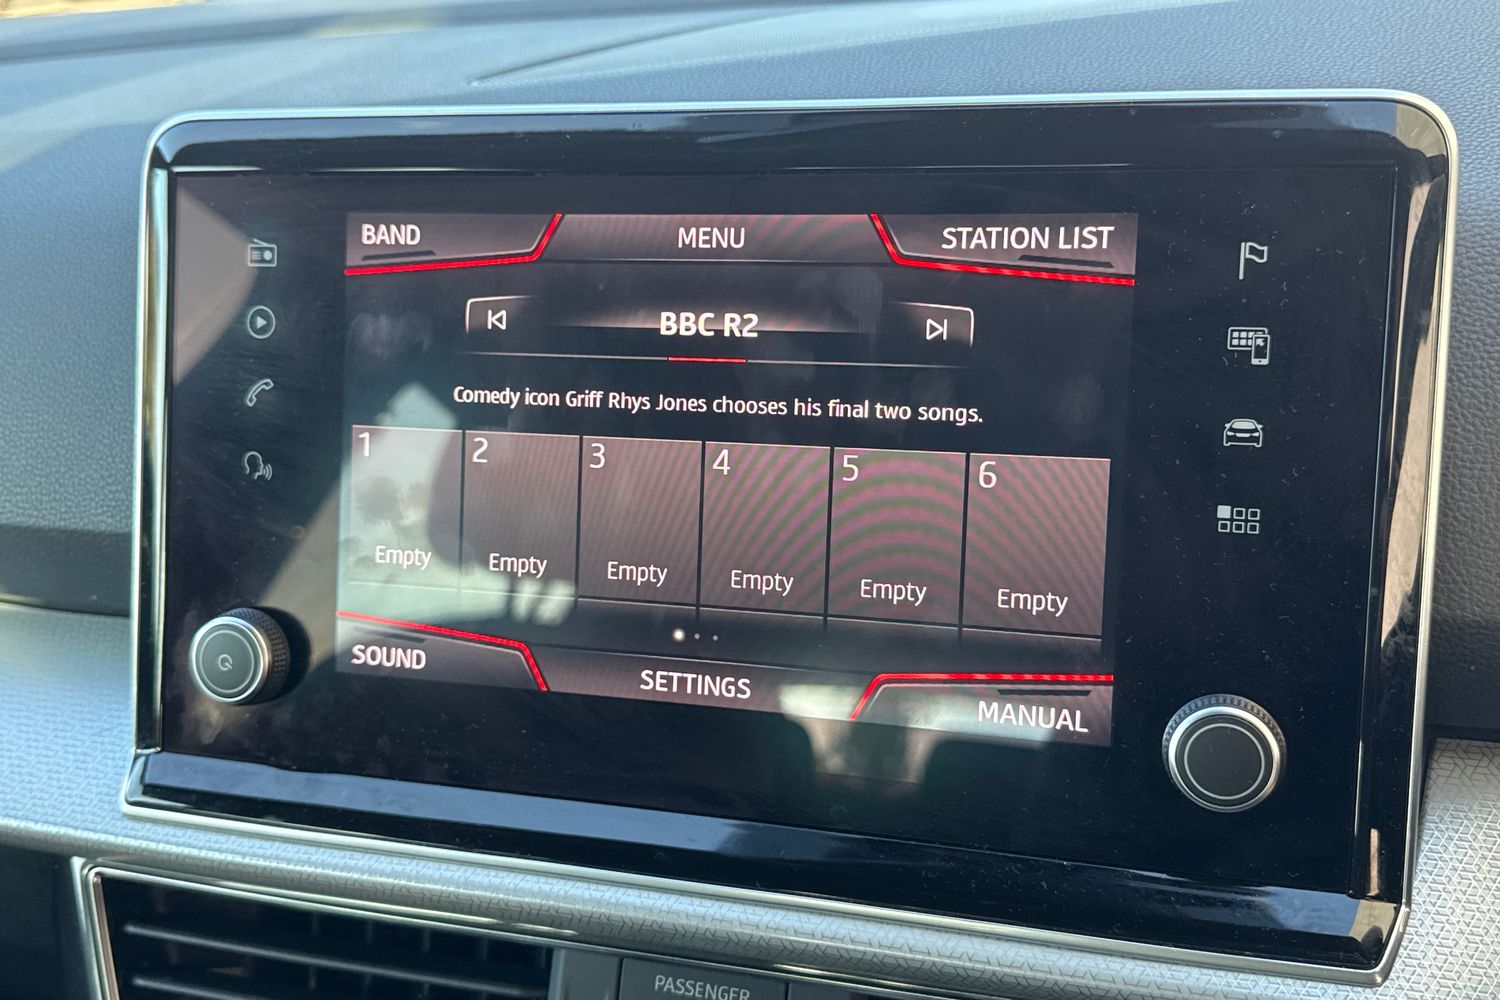 BAND
MENU
STATION LIST
BBC R2
Comedy icon Griff Rhys Jones chooses his final two songs.
1 2 3 4 5 6
Empty Empty Empty Empty Empty Empty
SOUND
SETTINGS
MANUAL
PASSENGER